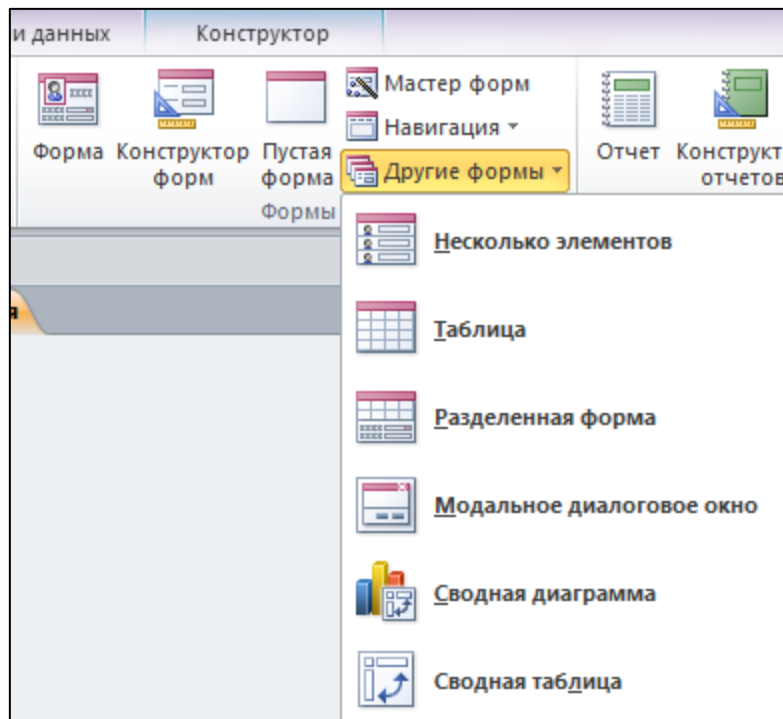 и данных Конструктор
Форма
Конструктор
форм
Пустая
форма
Мастер форм
Навигация
Другие формы
Формы
Отчет
Конструкт
отчетов
Несколько элементов
Таблица
Разделенная форма
Модальное диалоговое окно
Сводная диаграмма
Сводная таблица